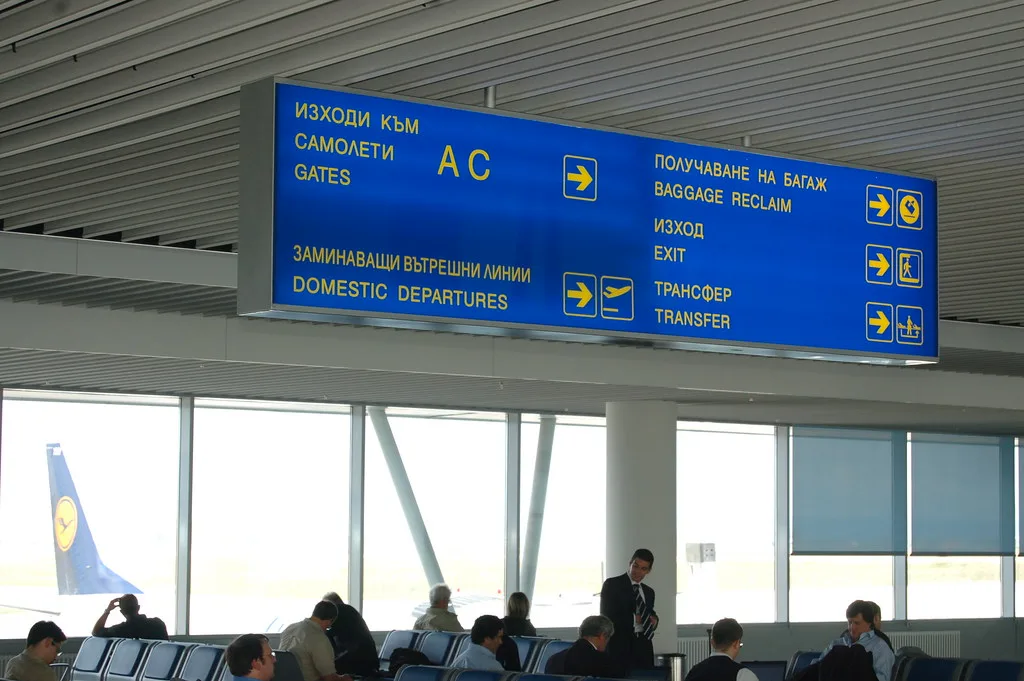 ИЗХОДИ КЪМ
САМОЛЕТИ
GATES
A C
ЗАМИНАВАЩИ ВЪТРЕШНИ ЛИНИИ
DOMESTIC DEPARTURES
ПОЛУЧАВАНЕ НА БАГАЖ
BAGGAGE RECLAIM
ИЗХОД
EXIT
ТРАНСФЕР
TRANSFER